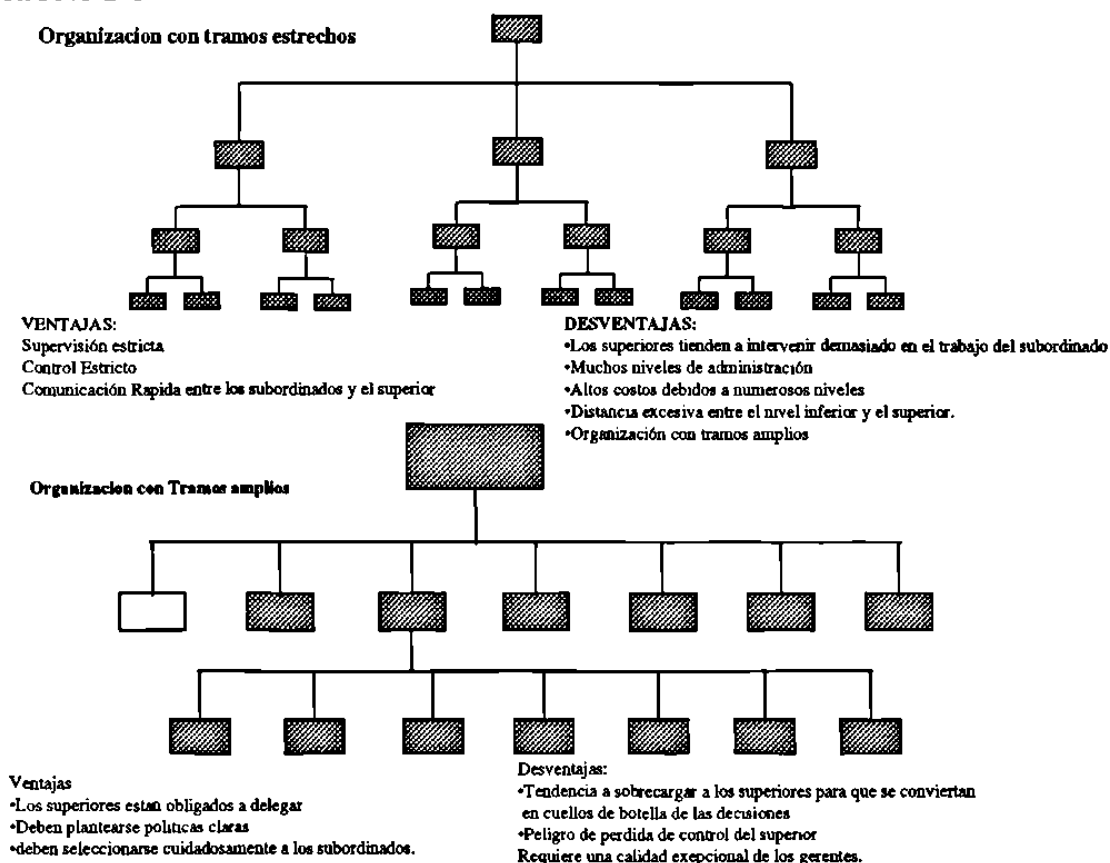 Organizacion con tramos estrechos
VENTAJAS:
Supervisión estricta
Control Estricto
Comunicación Rapida entre los subordinados y el superior
DESVENTAJAS:
•Los superiores tienden a intervenir demasiado en el trabajo del subordinado
•Muchos niveles de administración
•Altos costos debidos a numerosos niveles
•Distancia excesiva entre el nivel inferior y el superior.
•Organización con tramos amplios
Organizacion con Tramos amplios
Ventajas
•Los superiores estan obligados a delegar
•Deben plantearse politicas claras
•deben seleccionarse cuidadosamente a los subordinados.
Desventajas:
•Tendencia a sobrecargar a los superiores para que se conviertan
en cuellos de botella de las decisiones
•Peligro de perdida de control del superior
Requiere una calidad exepcional de los gerentes.